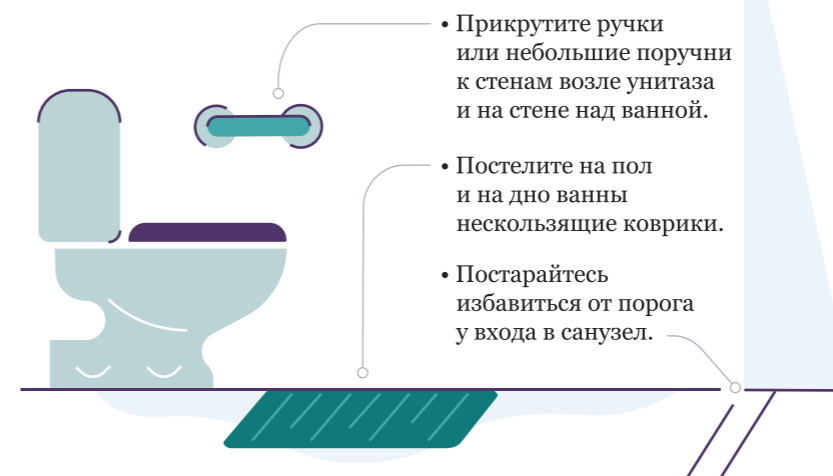 • Прикрутите ручки
или небольшие поручни
к стенам возле унитаза
и на стене над ванной.
• Постелите на пол
и на дно ванны
нескользящие коврики.
• Постарайтесь
избавиться от порога
у входа в санузел.